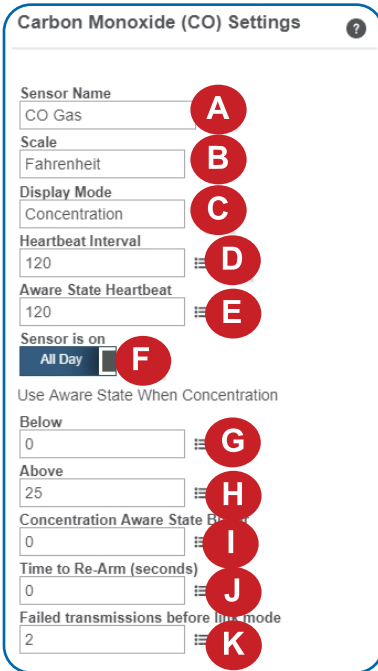 Carbon Monoxide (CO) Settings ?
Sensor Name
CO Gas A
Scale
Fahrenheit B
Display Mode
Concentration C
Heartbeat Interval
120 D
Aware State Heartbeat
120 E
Sensor is on
All Day F
Use Aware State When Concentration
Below
0 G
Above
25 H
Concentration Aware State
0 I
Time to Re-Arm (seconds)
0 J
Failed transmissions before link mode
2 K